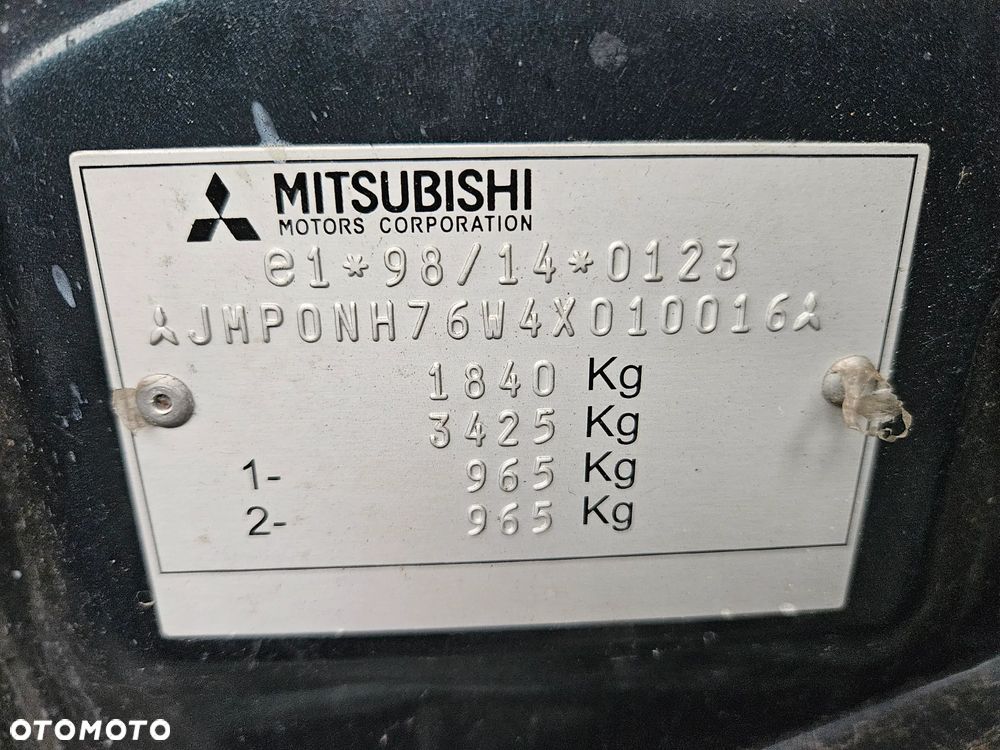 MITSUBISHI
MOTORS CORPORATION
e1*98/14*0123
JMP0NH76W4X010016
1840 Kg
3425 Kg
1- 965 Kg
2- 965 Kg
OTOMOTO